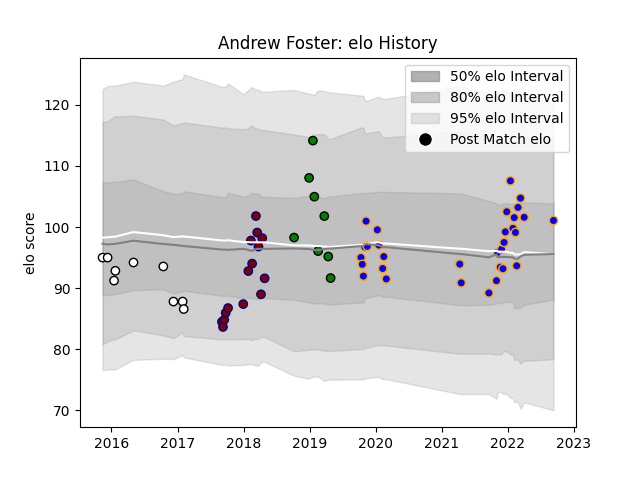 Andrew Foster: elo History
50% elo Interval
80% elo Interval
95% elo Interval
Post Match elo
elo score
120
110
100
90
80
70
2016 2017 2018 2019 2020 2021 2022 2023